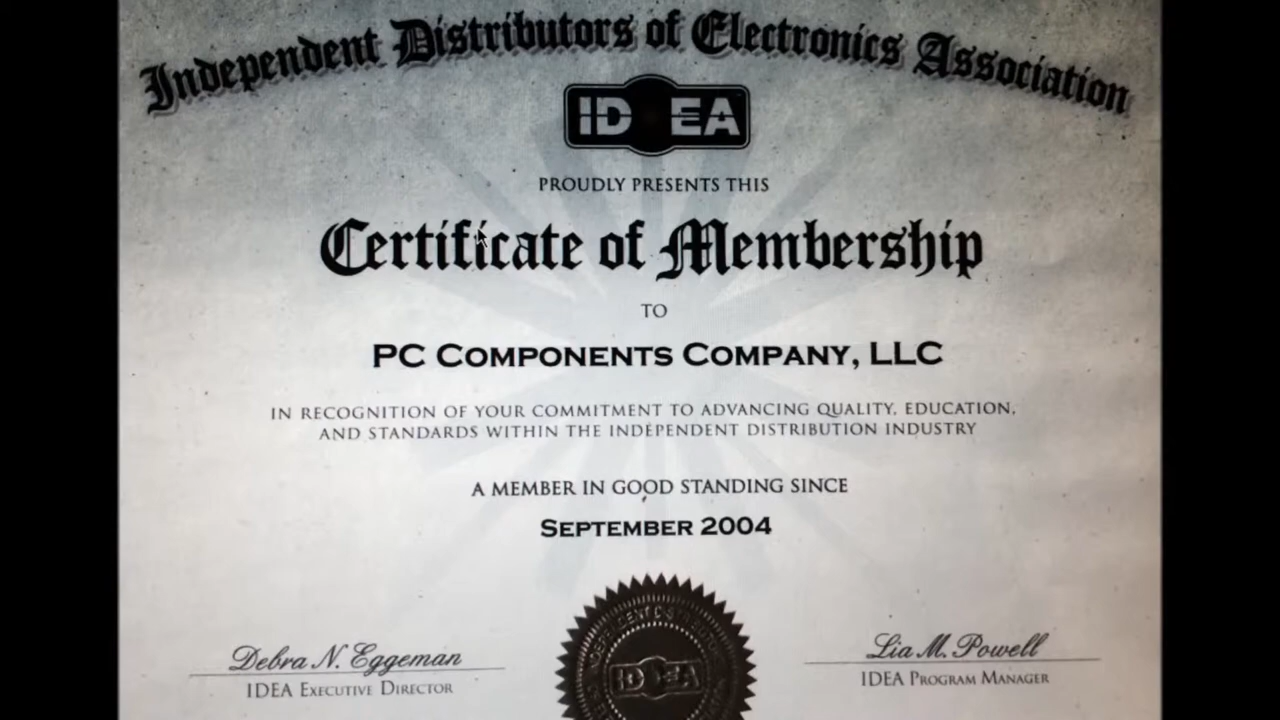 Independent Distributors of Electronics Association
ID EA
PROUDLY PRESENTS THIS
Certificate of Membership
TO
PC COMPONENTS COMPANY, LLC
IN RECOGNITION OF YOUR COMMITMENT TO ADVANCING QUALITY, EDUCATION,
AND STANDARDS WITHIN THE INDEPENDENT DISTRIBUTION INDUSTRY
A MEMBER IN GOOD STANDING SINCE
SEPTEMBER 2004
Debra N. Eggeman
IDEA EXECUTIVE DIRECTOR
Lia M. Powell
IDEA PROGRAM MANAGER